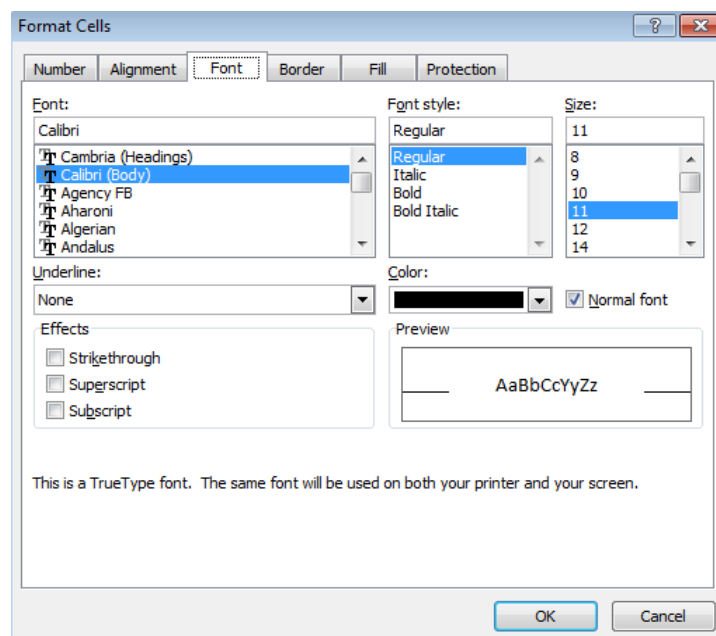 Format Cells
Number Alignment Font Border Fill Protection
Font: Font style: Size:
Calibri Regular 11
Cambria (Headings) Regular 8
Calibri (Body) Italic 9
Agency FB Bold 10
Aharoni Bold Italic 11
Algerian 12
Andalus 14
Underline: Color:
None Normal font
Effects Preview
Strikethrough
Superscript AaBbCcYyZz
Subscript
This is a TrueType font.  The same font will be used on both your printer and your screen.
OK Cancel